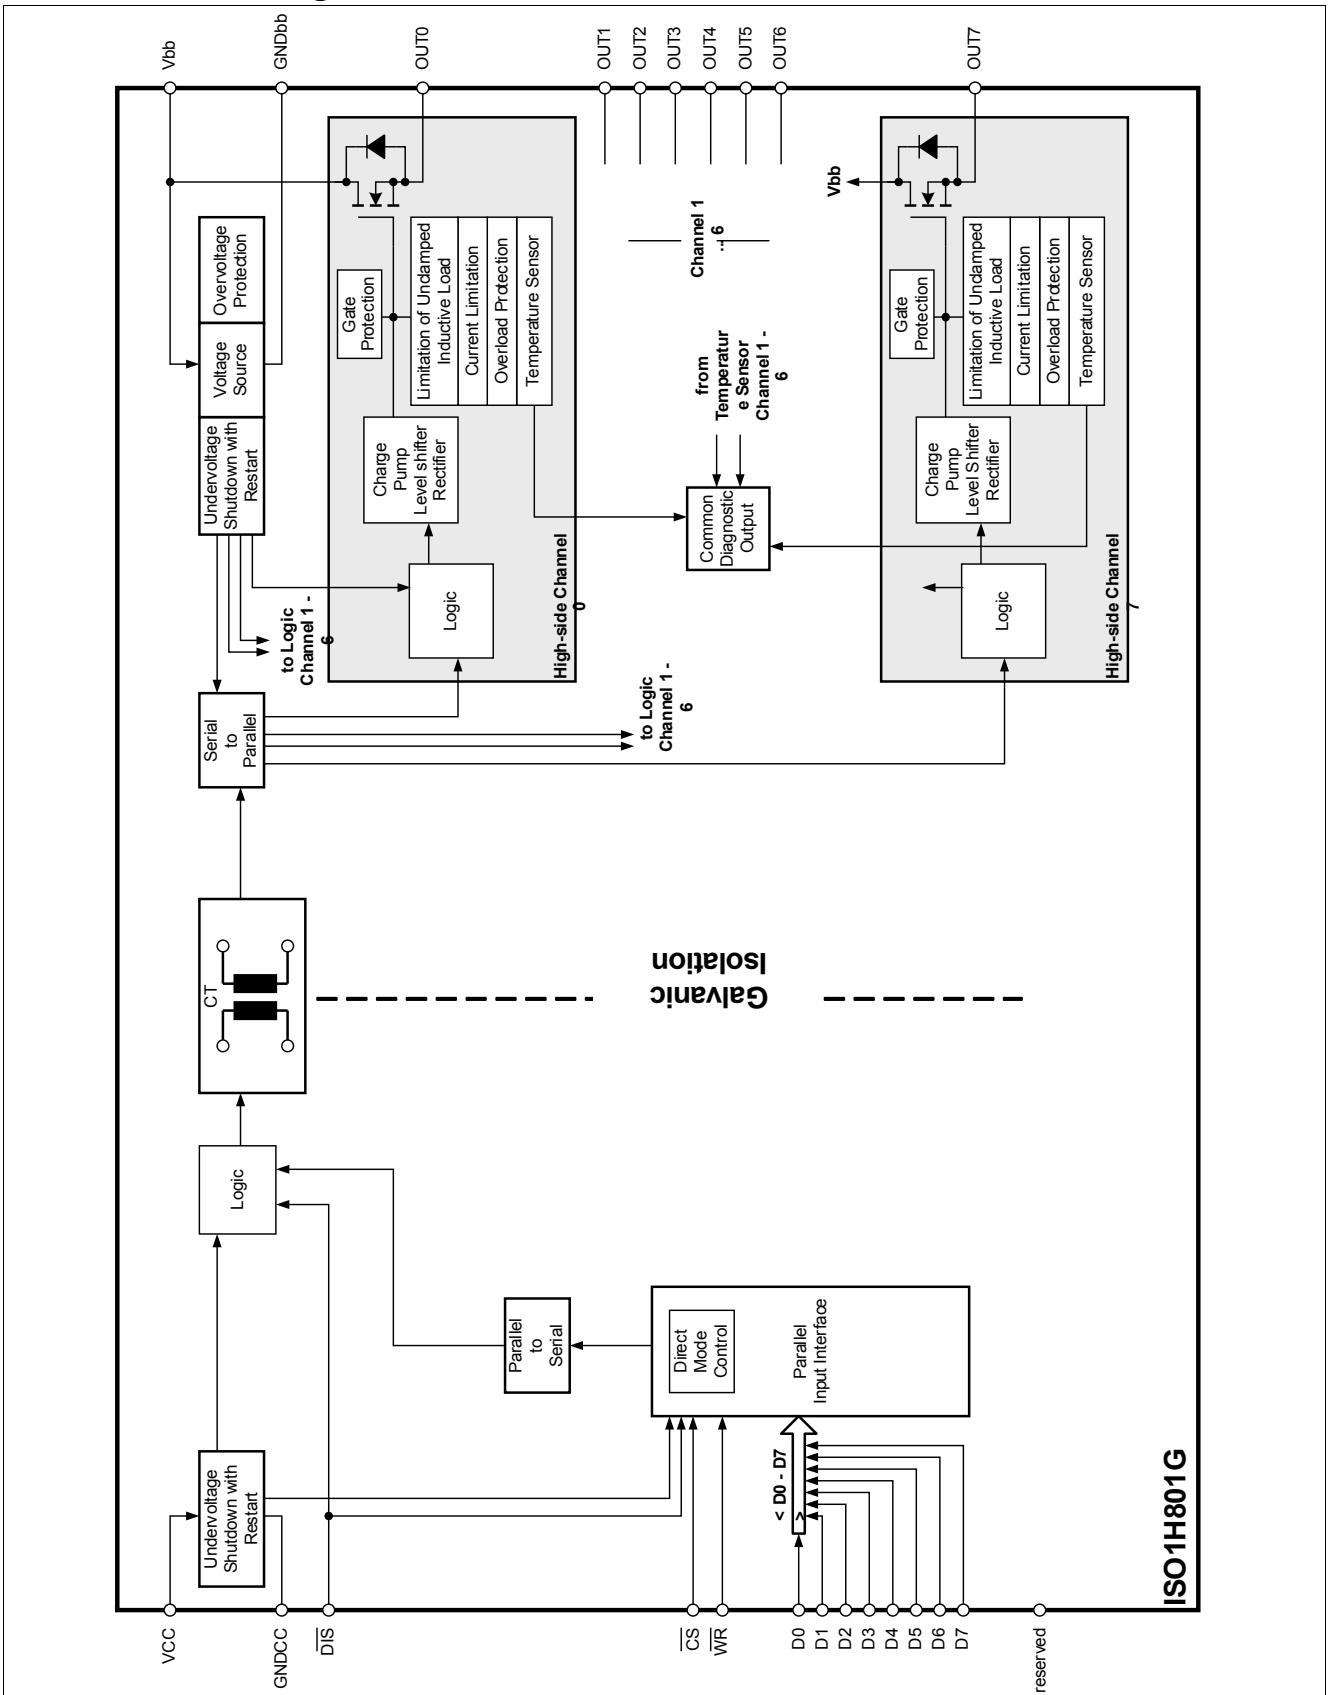 Vbb
GNDbb
OUT0
OUT1
OUT2
OUT3
OUT4
OUT5
OUT6
OUT7
Overvoltage
Protection
Voltage
Source
Undervoltage
Shutdown with
Restart
Gate
Protection
Limitation of Undamped
Inductive Load
Current Limitation
Overload Protection
Temperature Sensor
Charge
Pump
Level shifter
Rectifier
Logic
High-side Channel
0
to Logic
Channel 1 -
6
Channel 1
... 6
from
Temperatur
e Sensor
Channel 1 -
6
Common
Diagnostic
Output
Vbb
Gate
Protection
Limitation of Undamped
Inductive Load
Current Limitation
Overload Protection
Temperature Sensor
Charge
Pump
Level Shifter
Rectifier
Logic
High-side Channel
7
Serial
to
Parallel
to Logic
Channel 1 -
6
CT
Galvanic
Isolation
Logic
Parallel
to
Serial
Direct
Mode
Control
Parallel
Input Interface
Undervoltage
Shutdown with
Restart
< D0 - D7
>
VCC
GNDCC
DIS
CS
WR
D0
D1
D2
D3
D4
D5
D6
D7
reserved
ISO1H801G